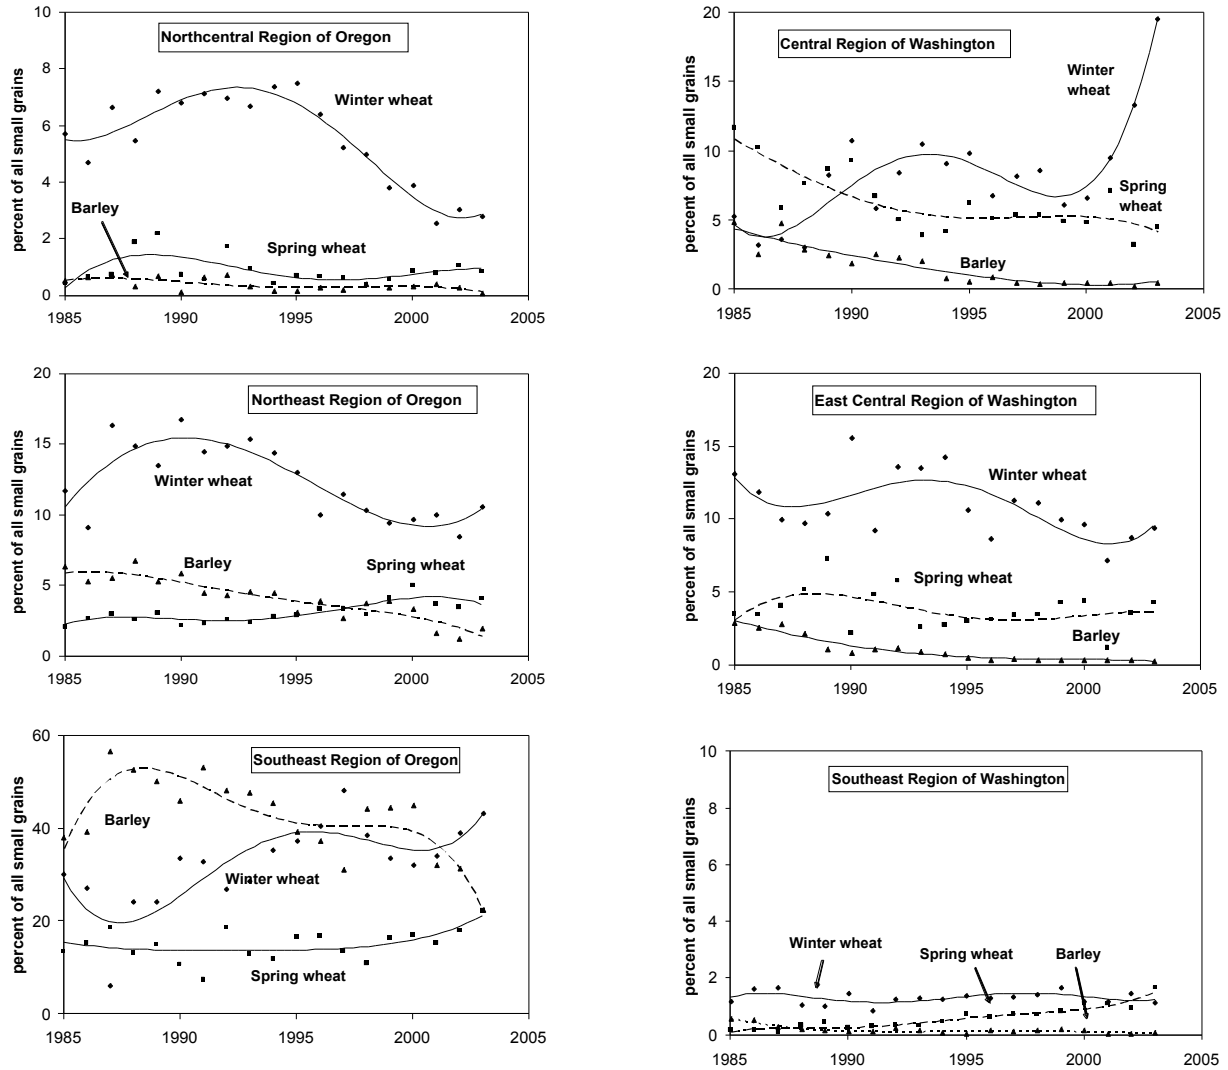 percent of all small grains
Northcentral Region of Oregon
10
8
6
4
2
0
Winter wheat
Barley
Spring wheat
1985 1990 1995 2000 2005
percent of all small grains
Central Region of Washington
20
15
10
5
0
Winter
wheat
Spring
wheat
Barley
1985 1990 1995 2000 2005
percent of all small grains
Northeast Region of Oregon
20
15
10
5
0
Winter wheat
Barley
Spring wheat
1985 1990 1995 2000 2005
percent of all small grains
East Central Region of Washington
20
15
10
5
0
Winter wheat
Spring wheat
Barley
1985 1990 1995 2000 2005
percent of all small grains
Southeast Region of Oregon
60
40
20
0
Barley
Winter wheat
Spring wheat
1985 1990 1995 2000 2005
percent of all small grains
Southeast Region of Washington
10
8
6
4
2
0
Winter wheat
Spring wheat
Barley
1985 1990 1995 2000 2005